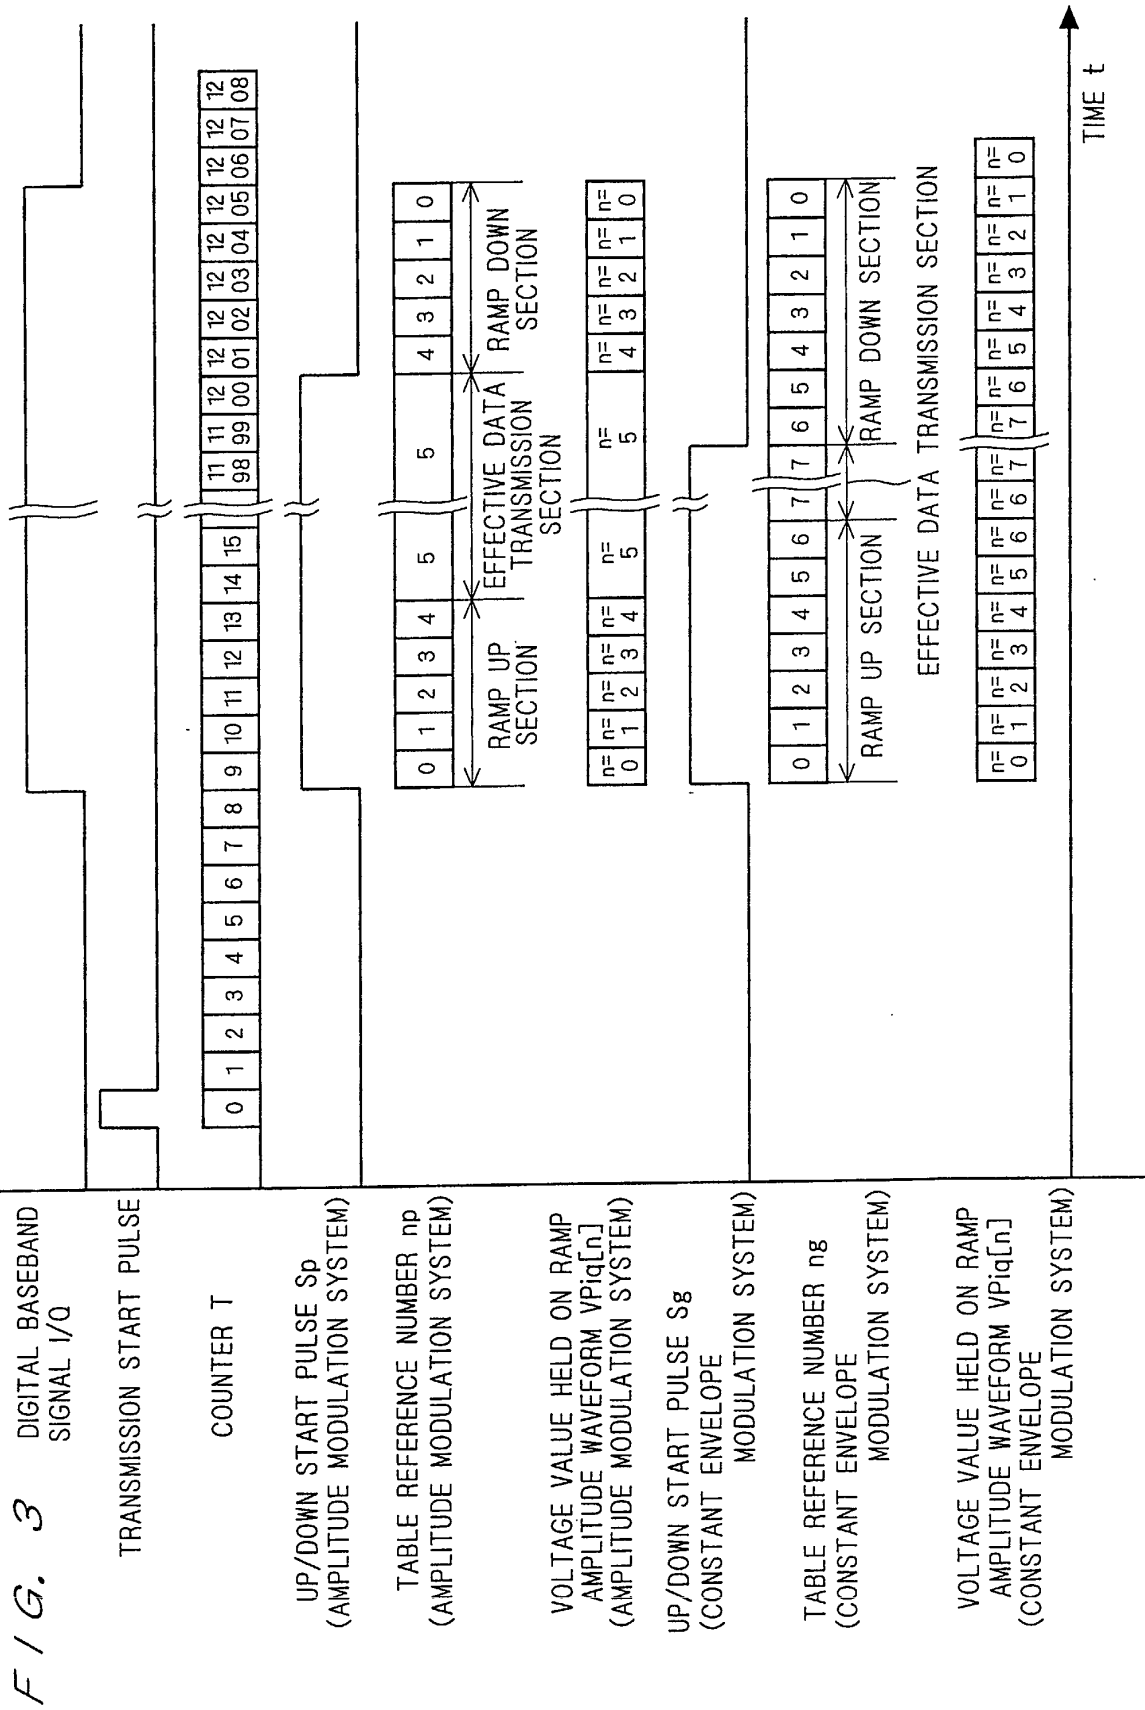 FIG. 3
DIGITAL BASEBAND
SIGNAL I/Q
TRANSMISSION START PULSE
COUNTER T
0 1 2 3 4 5 6 7 8 9 10 11 12 13 14 15 11 11 12 12 12 12 12 12 12 12 12
98 99 00 01 02 03 04 05 06 07 08
UP/DOWN START PULSE Sp
(AMPLITUDE MODULATION SYSTEM)
TABLE REFERENCE NUMBER np
(AMPLITUDE MODULATION SYSTEM)
0 1 2 3 4 5 5 4 3 2 1 0
RAMP UP
SECTION
EFFECTIVE DATA
TRANSMISSION
SECTION
RAMP DOWN
SECTION
VOLTAGE VALUE HELD ON RAMP
AMPLITUDE WAVEFORM VPiq[n]
(AMPLITUDE MODULATION SYSTEM)
n= n= n= n= n= n= n= n= n= n= n= n=
0 1 2 3 4 5 5 4 3 2 1 0
UP/DOWN START PULSE Sg
(CONSTANT ENVELOPE
MODULATION SYSTEM)
TABLE REFERENCE NUMBER ng
(CONSTANT ENVELOPE
MODULATION SYSTEM)
0 1 2 3 4 5 6 7 7 6 5 4 3 2 1 0
RAMP UP SECTION
RAMP DOWN SECTION
EFFECTIVE DATA TRANSMISSION SECTION
VOLTAGE VALUE HELD ON RAMP
AMPLITUDE WAVEFORM VPiq[n]
(CONSTANT ENVELOPE
MODULATION SYSTEM)
n= n= n= n= n= n= n= n= n= n= n= n= n= n= n= n= n=
0 1 2 3 4 5 6 6 7 7 6 5 4 3 2 1 0
TIME t